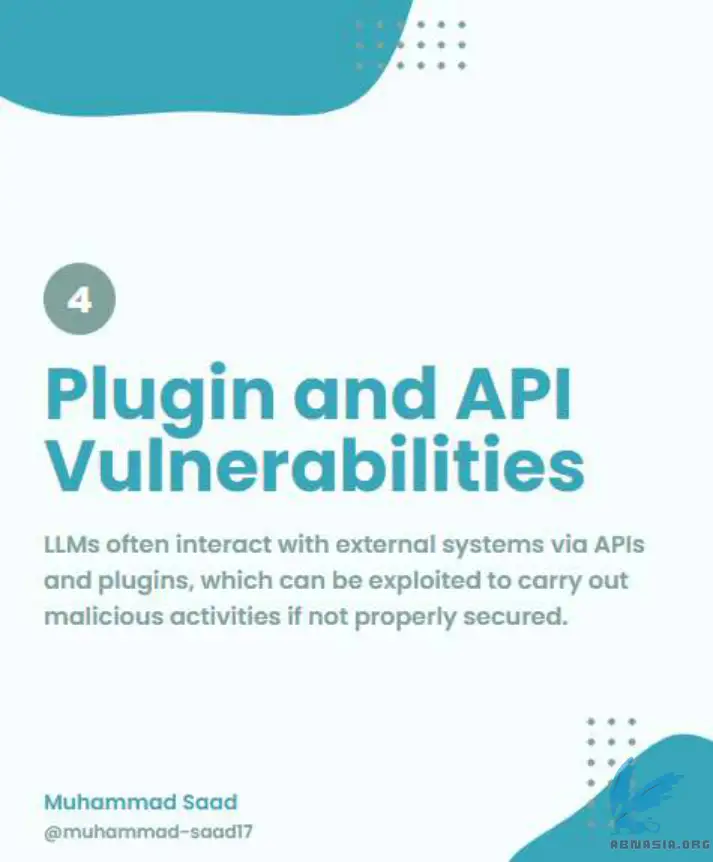 4
Plugin and API
Vulnerabilities
LLMs often interact with external systems via APIs
and plugins, which can be exploited to carry out
malicious activities if not properly secured.
Muhammad Saad
@muhammad-saad17
ABNASIA.ORG